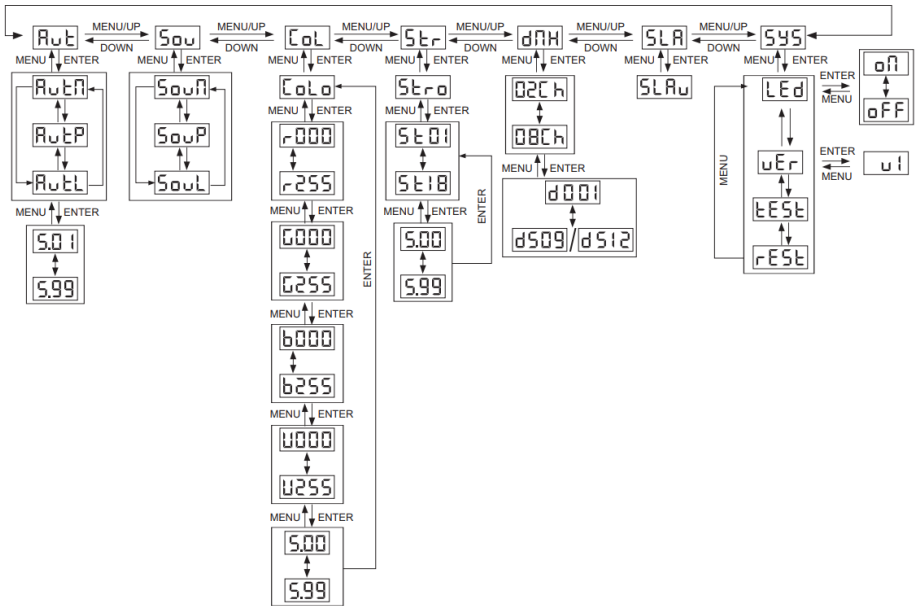 MENU/UP MENU/UP MENU/UP MENU/UP MENU/UP MENU/UP
Aut Sou CoL Str dMH SLA SYS
DOWN DOWN DOWN DOWN DOWN DOWN
MENU ENTER MENU ENTER MENU ENTER MENU ENTER MENU ENTER MENU ENTER MENU ENTER
AutM SouM CoLo Stro 02Ch SLAu LEd ENTER MENU oN
AutP SouP r000 St01 08Ch oFF
AutL SouL r255 St18 MENU ENTER uEr ENTER MENU u1
MENU ENTER MENU ENTER MENU ENTER d001 tESt
S.01 G000 S.00 d509/d512 rESt
S.99 G255 S.99
ENTER
MENU
MENU ENTER
b000
b255
ENTER
MENU ENTER
U000
U255
MENU ENTER
S.00
S.99